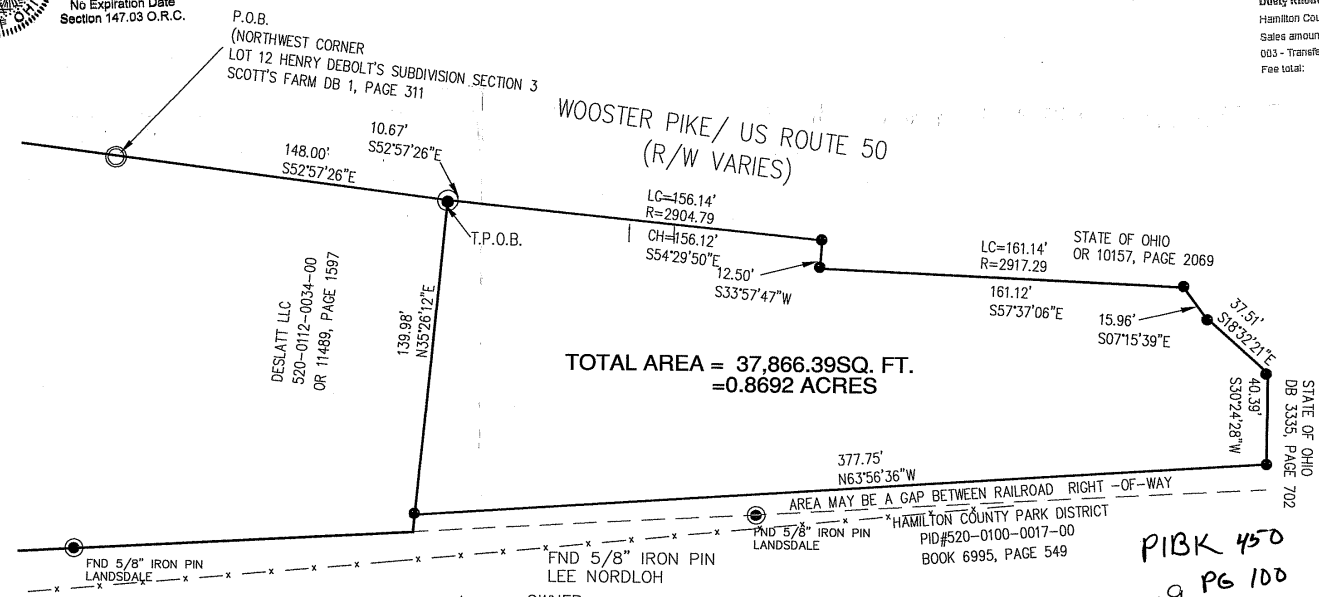 No Expiration Date
Section 147.03 O.R.C.
Hamilton Cou
Sales amoun
003 - Transfe
Fee total:
P.O.B.
(NORTHWEST CORNER
LOT 12 HENRY DEBOLT'S SUBDIVISION SECTION 3
SCOTT'S FARM DB 1, PAGE 311
WOOSTER PIKE/ US ROUTE 50
(R/W VARIES)
148.00'
S52°57'26"E
10.67'
S52°57'26"E
T.P.O.B.
LC=156.14'
R=2904.79
CH=156.12'
S54°29'50"E
12.50'
S33°57'47"W
LC=161.14'
R=2917.29
161.12'
S57°37'06"E
STATE OF OHIO
OR 10157, PAGE 2069
15.96'
S07°15'39"E
37.51'
S18°32'21"E
40.39'
S30°24'28"W
STATE OF OHIO
DB 3335, PAGE 702
DESLATT LLC
520-0112-0034-00
OR 11489, PAGE 1597
139.98'
N35°26'12"E
TOTAL AREA = 37,866.39SQ. FT.
=0.8692 ACRES
377.75'
N63°56'36"W
AREA MAY BE A GAP BETWEEN RAILROAD RIGHT-OF-WAY
HAMILTON COUNTY PARK DISTRICT
PID#520-0100-0017-00
BOOK 6995, PAGE 549
FND 5/8" IRON PIN
LANDSDALE
FND 5/8" IRON PIN
LEE NORDLOH
FND 5/8" IRON PIN
LANDSDALE
PIBK 450
PG 100